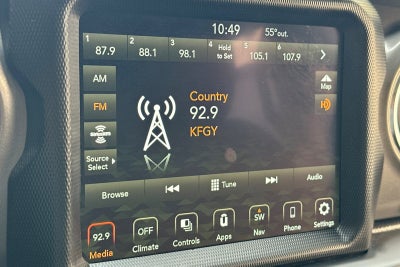 10:49
55° out.
1
87.9
2
88.1
3
98.1
4
Hold
to Set
5
105.1
6
107.9
AM
FM
SiriusXM
Source
Select
Country
92.9
KFGY
Map
Browse
Tune
Audio
92.9
Media
OFF
Climate
Controls
Apps
SW
Nav
Phone
Settings